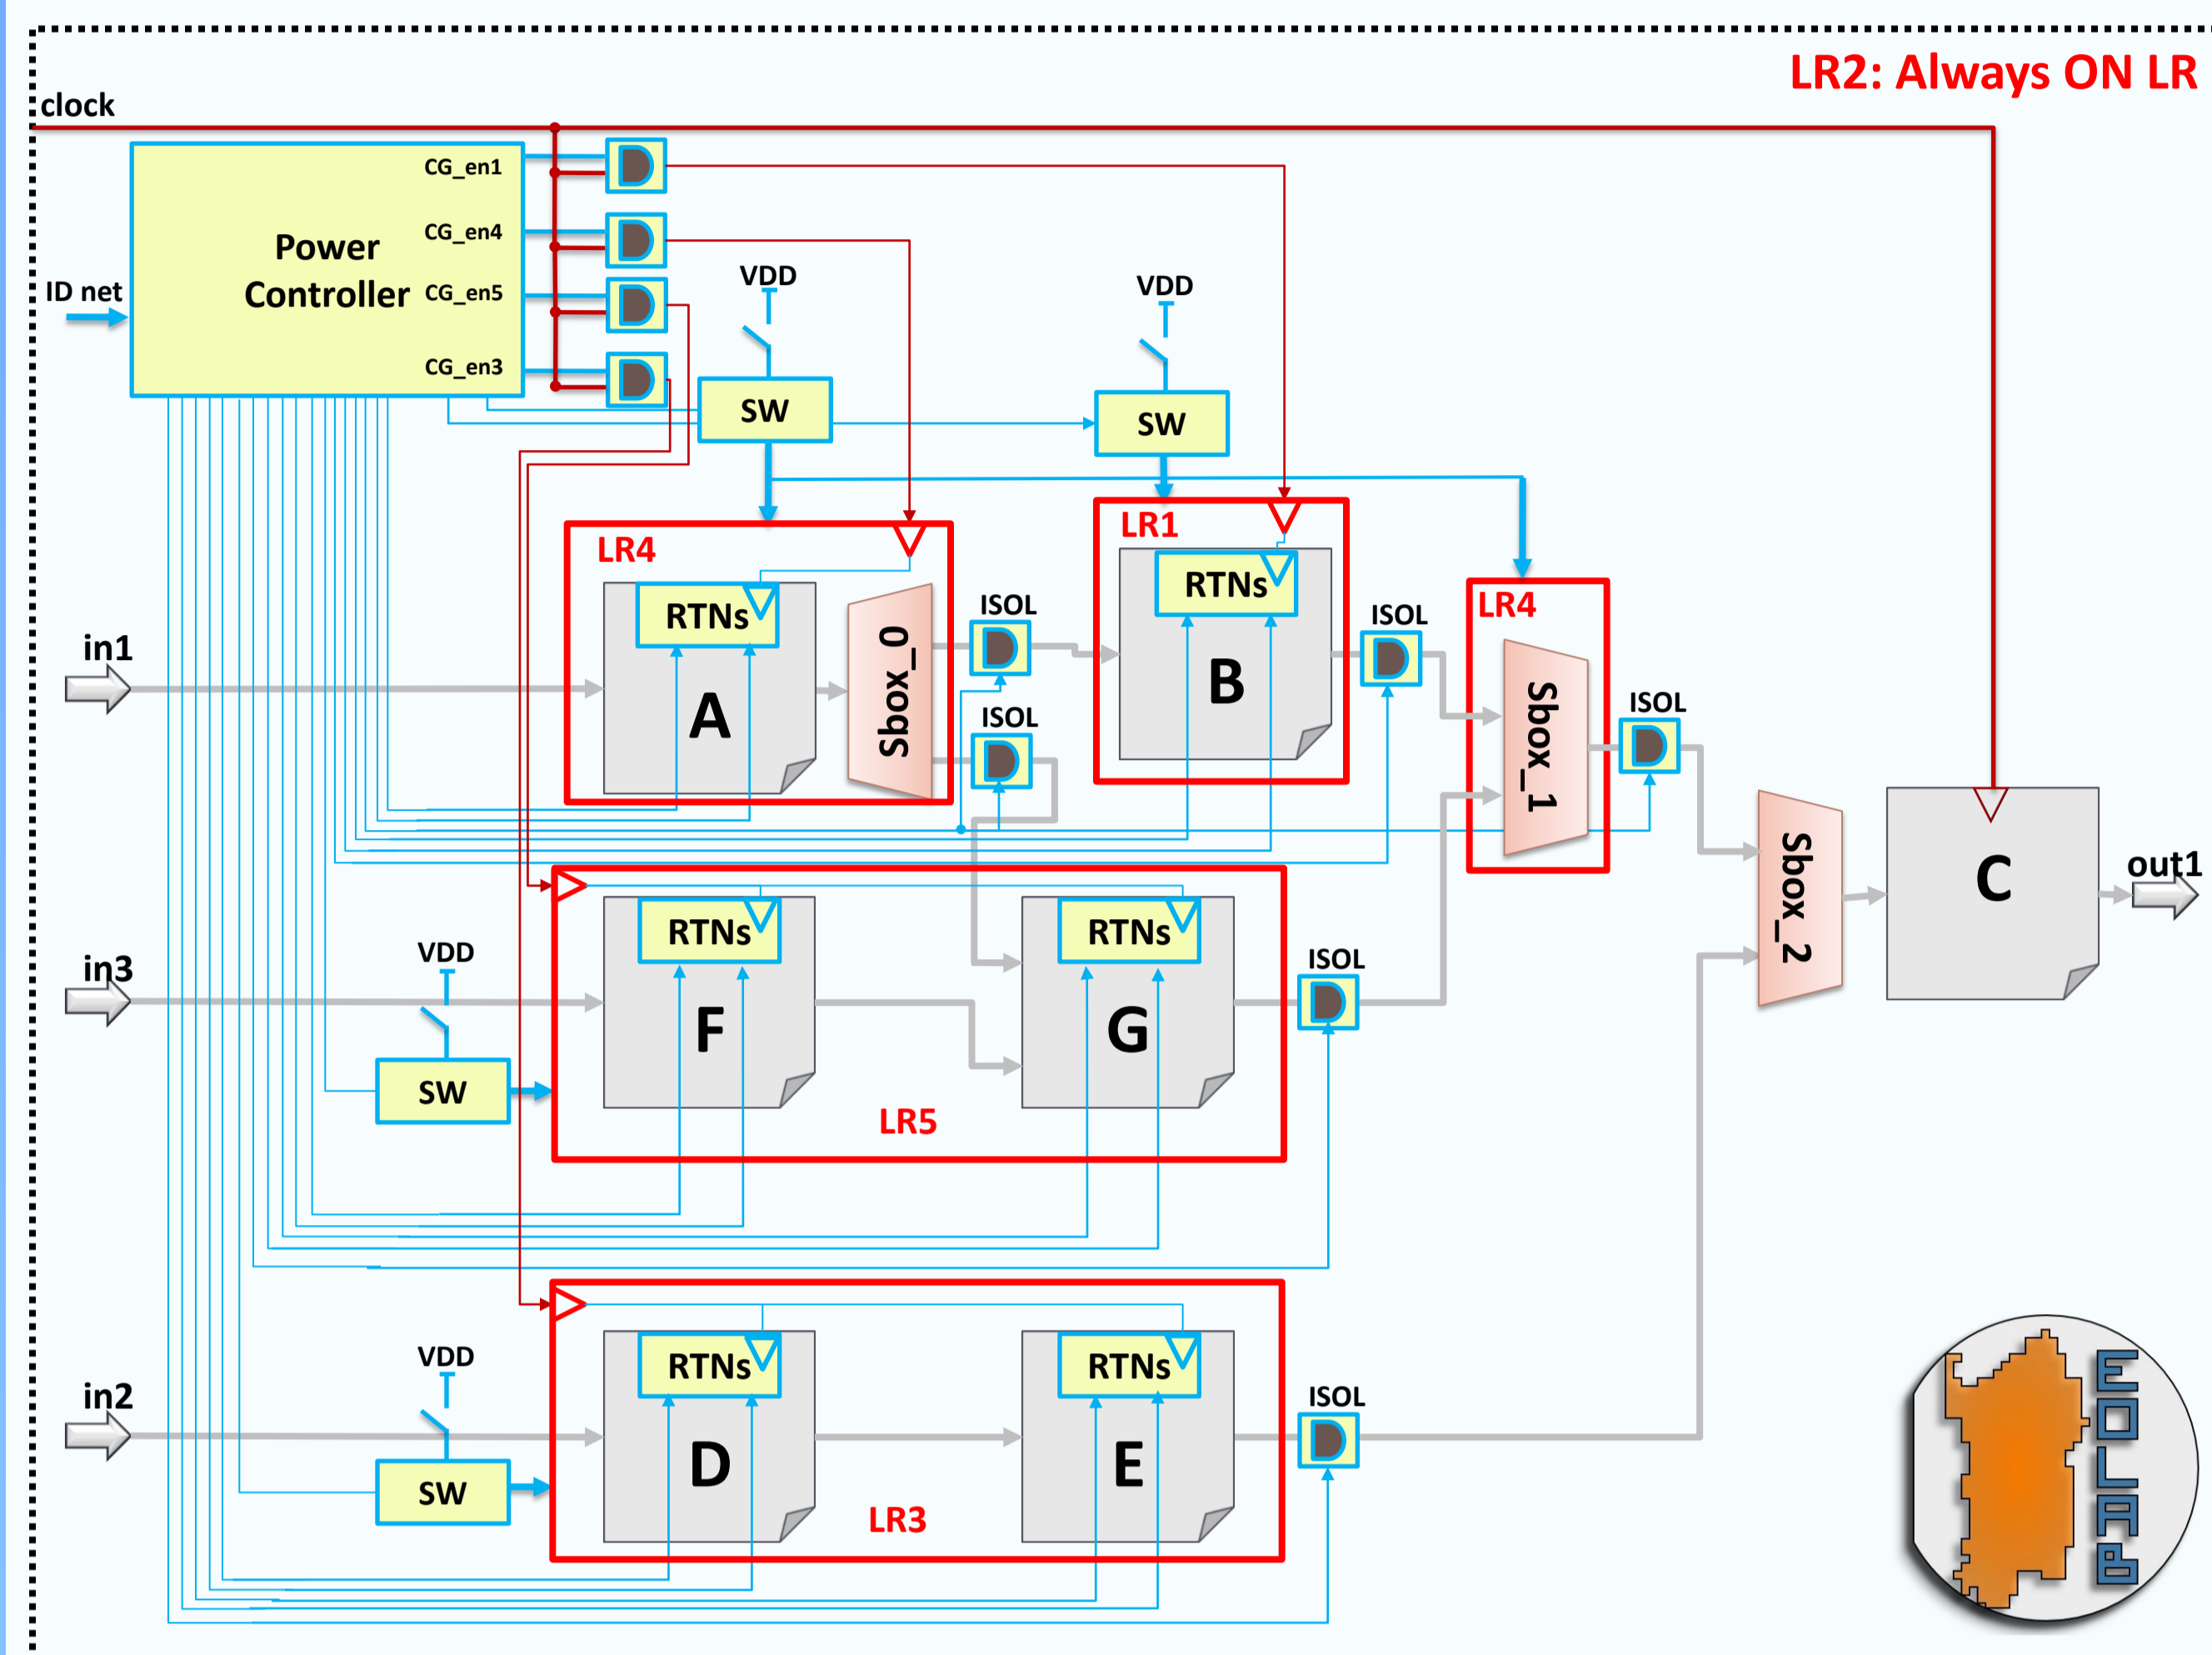 LR2: Always ON LR
clock
CG_en1
CG_en4
Power
Controller
CG_en5
ID net
CG_en3
VDD
VDD
SW
SW
LR4
LR1
RTNs
RTNs
ISOL
ISOL
LR4
in1
A
Sbox_0
B
Sbox_1
ISOL
ISOL
Sbox_2
C
out1
RTNs
RTNs
VDD
in3
ISOL
F
G
SW
LR5
RTNs
RTNs
VDD
in2
ISOL
D
E
SW
LR3
EOLAB